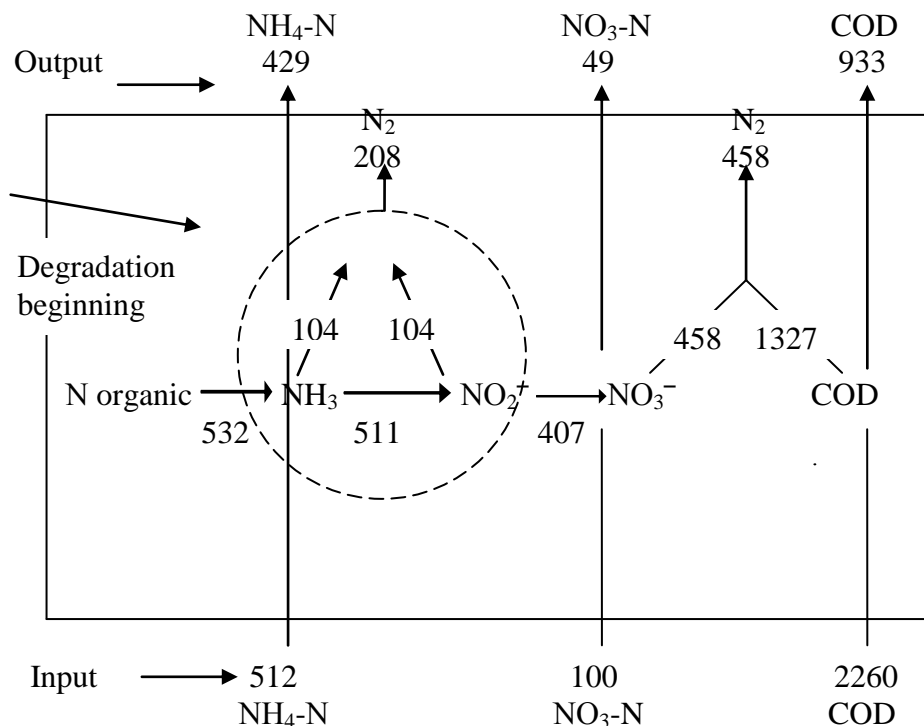 NH₄-N NO₃-N COD
Output 429 49 933
N₂ N₂
208 458
Degradation
beginning
104 104 458 1327
N organic NH₃ NO₂⁺ NO₃⁻ COD
532 511 407
Input 512 100 2260
NH₄-N NO₃-N COD